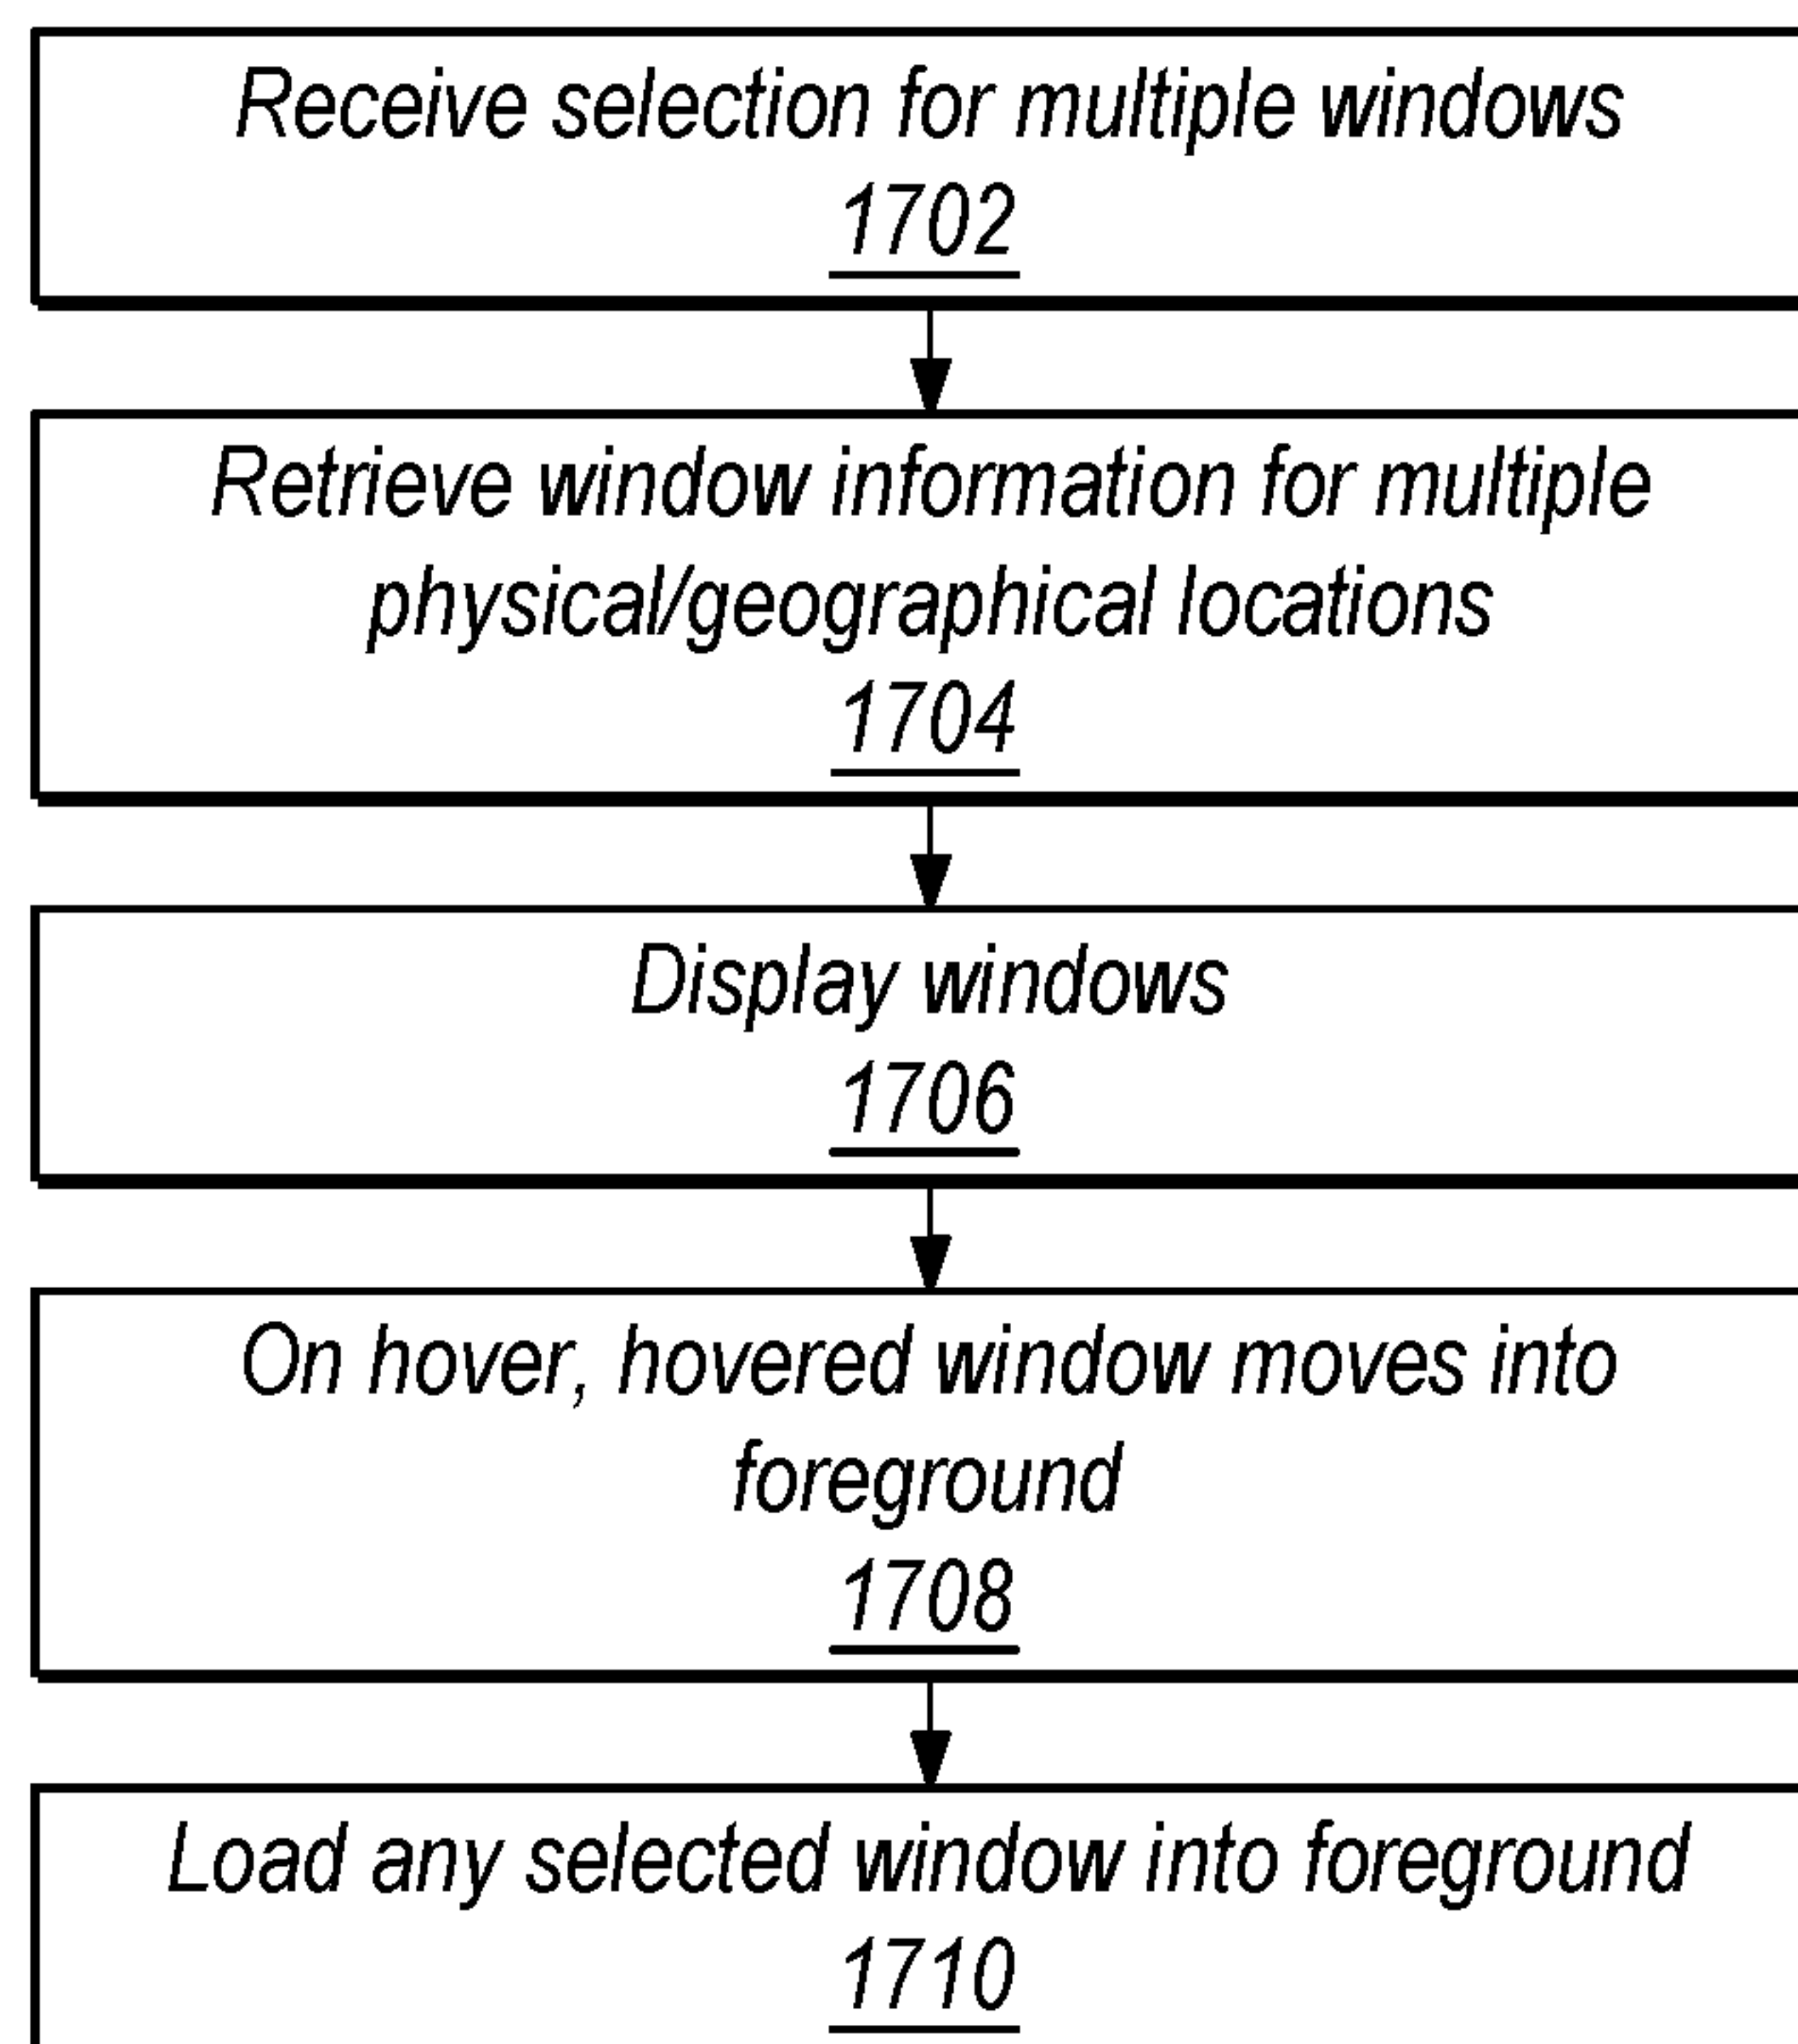 Receive selection for multiple windows
1702
Retrieve window information for multiple
physical/geographical locations
1704
Display windows
1706
On hover, hovered window moves into
foreground
1708
Load any selected window into foreground
1710